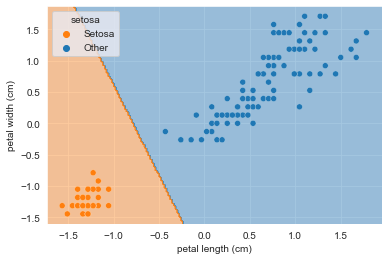 setosa
Setosa
Other
petal width (cm)
1.5
1.0
0.5
0.0
−0.5
−1.0
−1.5
−1.5 −1.0 −0.5 0.0 0.5 1.0 1.5
petal length (cm)